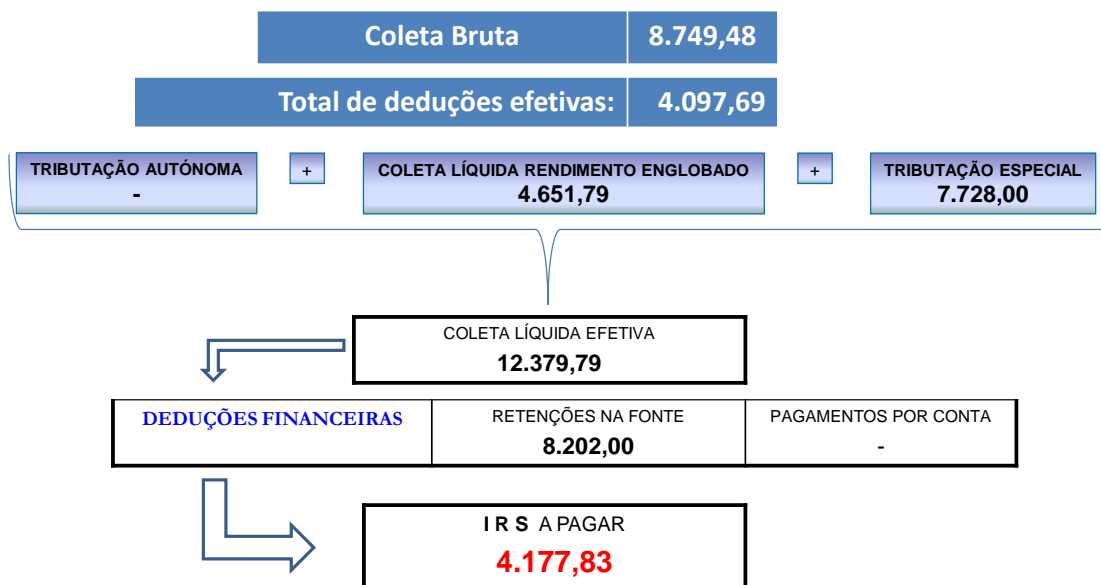 Coleta Bruta 8.749,48
Total de deduções efetivas: 4.097,69
TRIBUTAÇÃO AUTÓNOMA + COLETA LÍQUIDA RENDIMENTO ENGLOBADO + TRIBUTAÇÃO ESPECIAL
- 4.651,79 7.728,00
COLETA LÍQUIDA EFETIVA
12.379,79
DEDUÇÕES FINANCEIRAS RETENÇÕES NA FONTE PAGAMENTOS POR CONTA
8.202,00 -
I R S A PAGAR
4.177,83